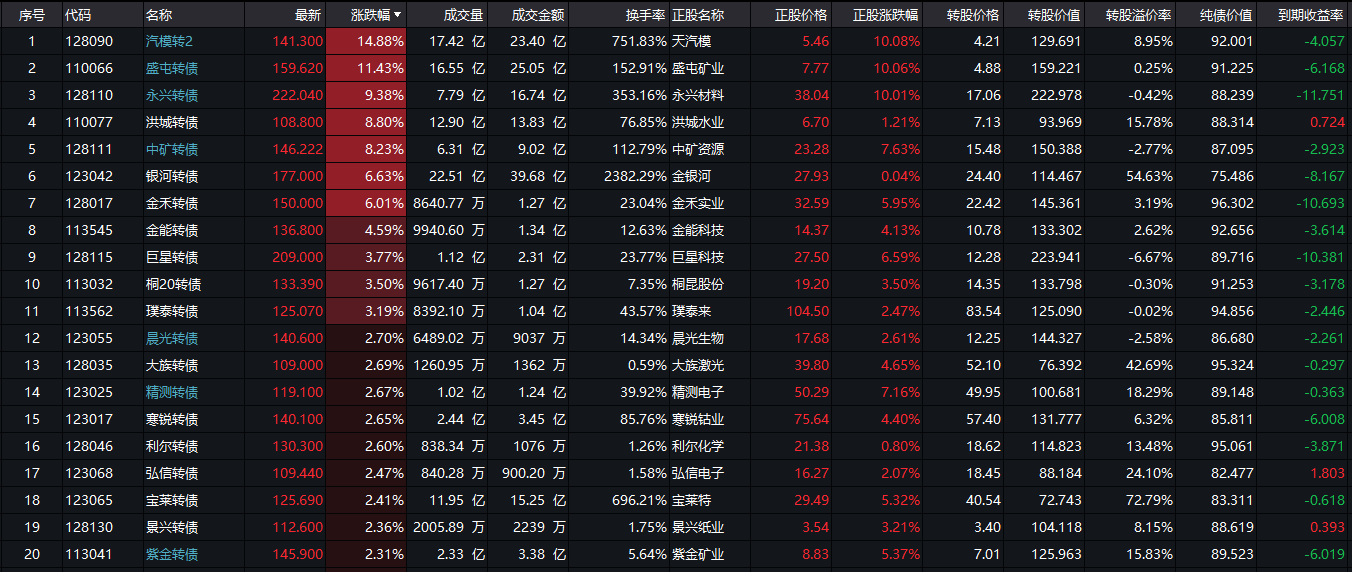 序号 代码 名称 最新 涨跌幅 成交量 成交金额 换手率 正股名称 正股价格 正股涨跌幅 转股价格 转股价值 转股溢价率 纯债价值 到期收益率
1 128090 汽模转2 141.300 14.88% 17.42 亿 23.40 亿 751.83% 天汽模 5.46 10.08% 4.21 129.691 8.95% 92.001 -4.057
2 110066 盛屯转债 159.620 11.43% 16.55 亿 25.05 亿 152.91% 盛屯矿业 7.77 10.06% 4.88 159.221 0.25% 91.225 -6.168
3 128110 永兴转债 222.040 9.38% 7.79 亿 16.74 亿 353.16% 永兴材料 38.04 10.01% 17.06 222.978 -0.42% 88.239 -11.751
4 110077 洪城转债 108.800 8.80% 12.90 亿 13.83 亿 76.85% 洪城水业 6.70 1.21% 7.13 93.969 15.78% 88.314 0.724
5 128111 中矿转债 146.222 8.23% 6.31 亿 9.02 亿 112.79% 中矿资源 23.28 7.63% 15.48 150.388 -2.77% 87.095 -2.923
6 123042 银河转债 177.000 6.63% 22.51 亿 39.68 亿 2382.29% 金银河 27.93 0.04% 24.40 114.467 54.63% 75.486 -8.167
7 128017 金禾转债 150.000 6.01% 8640.77 万 1.27 亿 23.04% 金禾实业 32.59 5.95% 22.42 145.361 3.19% 96.302 -10.693
8 113545 金能转债 136.800 4.59% 9940.60 万 1.34 亿 12.63% 金能科技 14.37 4.13% 10.78 133.302 2.62% 92.656 -3.614
9 128115 巨星转债 209.000 3.77% 1.12 亿 2.31 亿 23.77% 巨星科技 27.50 6.59% 12.28 223.941 -6.67% 89.716 -10.381
10 113032 桐20转债 133.390 3.50% 9617.40 万 1.27 亿 7.35% 桐昆股份 19.20 3.50% 14.35 133.798 -0.30% 91.253 -3.178
11 113562 璞泰转债 125.070 3.19% 8392.10 万 1.04 亿 43.57% 璞泰来 104.50 2.47% 83.54 125.090 -0.02% 94.856 -2.446
12 123055 晨光转债 140.600 2.70% 6489.02 万 9037 万 14.34% 晨光生物 17.68 2.61% 12.25 144.327 -2.58% 86.680 -2.261
13 128035 大族转债 109.000 2.69% 1260.95 万 1362 万 0.59% 大族激光 39.80 4.65% 52.10 76.392 42.69% 95.324 -0.297
14 123025 精测转债 119.100 2.67% 1.02 亿 1.24 亿 39.92% 精测电子 50.29 7.16% 49.95 100.681 18.29% 89.148 -0.363
15 123017 寒锐转债 140.100 2.65% 2.44 亿 3.45 亿 85.76% 寒锐钴业 75.64 4.40% 57.40 131.777 6.32% 85.811 -6.008
16 128046 利尔转债 130.300 2.60% 838.34 万 1076 万 1.26% 利尔化学 21.38 0.80% 18.62 114.823 13.48% 95.061 -3.871
17 123068 弘信转债 109.440 2.47% 840.28 万 900.20 万 1.58% 弘信电子 16.27 2.07% 18.45 88.184 24.10% 82.477 1.803
18 123065 宝莱转债 125.690 2.41% 11.95 亿 15.25 亿 696.21% 宝莱特 29.49 5.32% 40.54 72.743 72.79% 83.311 -0.618
19 128130 景兴转债 112.600 2.36% 2005.89 万 2239 万 1.75% 景兴纸业 3.54 3.21% 3.40 104.118 8.15% 88.619 0.393
20 113041 紫金转债 145.900 2.31% 2.33 亿 3.38 亿 5.64% 紫金矿业 8.83 5.37% 7.01 125.963 15.83% 89.523 -6.019